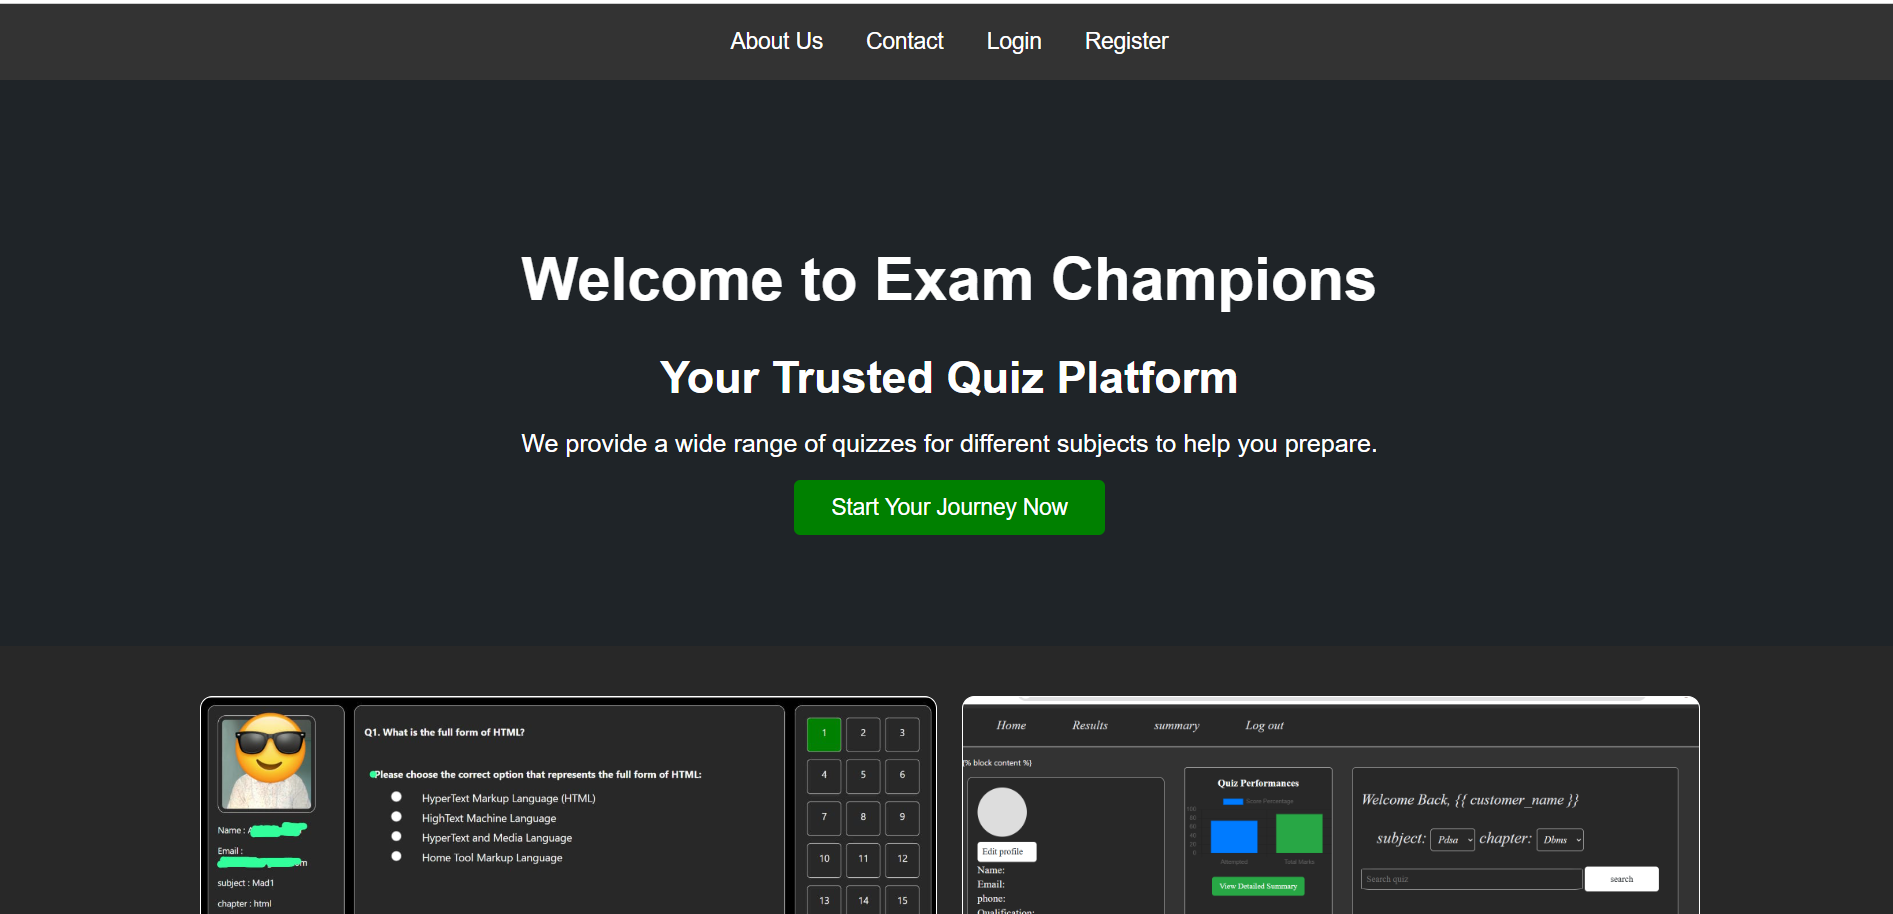 About Us Contact Login Register
Welcome to Exam Champions
Your Trusted Quiz Platform
We provide a wide range of quizzes for different subjects to help you prepare.
Start Your Journey Now
Name :
Email :
subject : Mad1
chapter : html
Q1. What is the full form of HTML?
Please choose the correct option that represents the full form of HTML:
HyperText Markup Language (HTML)
HighText Machine Language
HyperText and Media Language
Home Tool Markup Language
1 2 3
4 5 6
7 8 9
10 11 12
13 14 15
Home Results summary Log out
{% block content %}
Edit profile
Name:
Email:
phone:
Qualification:
Quiz Performances
Score Percentage
100
80
60
40
20
0
Attempted Total Marks
View Detailed Summary
Welcome Back, {{ customer_name }}
subject: Pdsa chapter: Dbms
Search quiz search